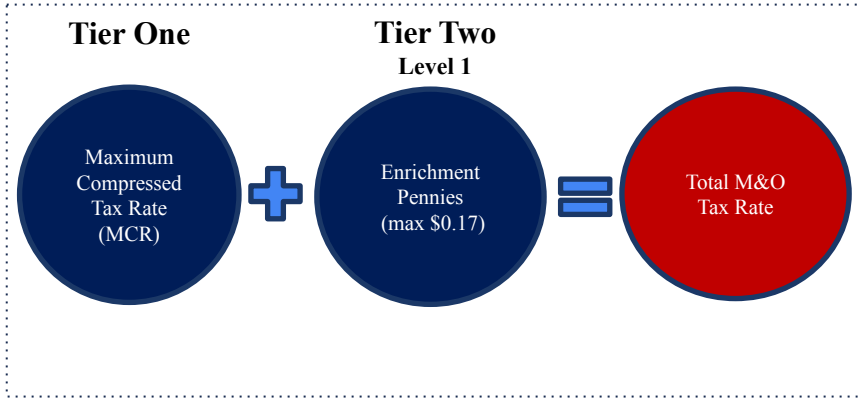 Tier One
Tier Two
Level 1
Maximum
Compressed
Tax Rate
(MCR)
Enrichment
Pennies
(max $0.17)
Total M&O
Tax Rate